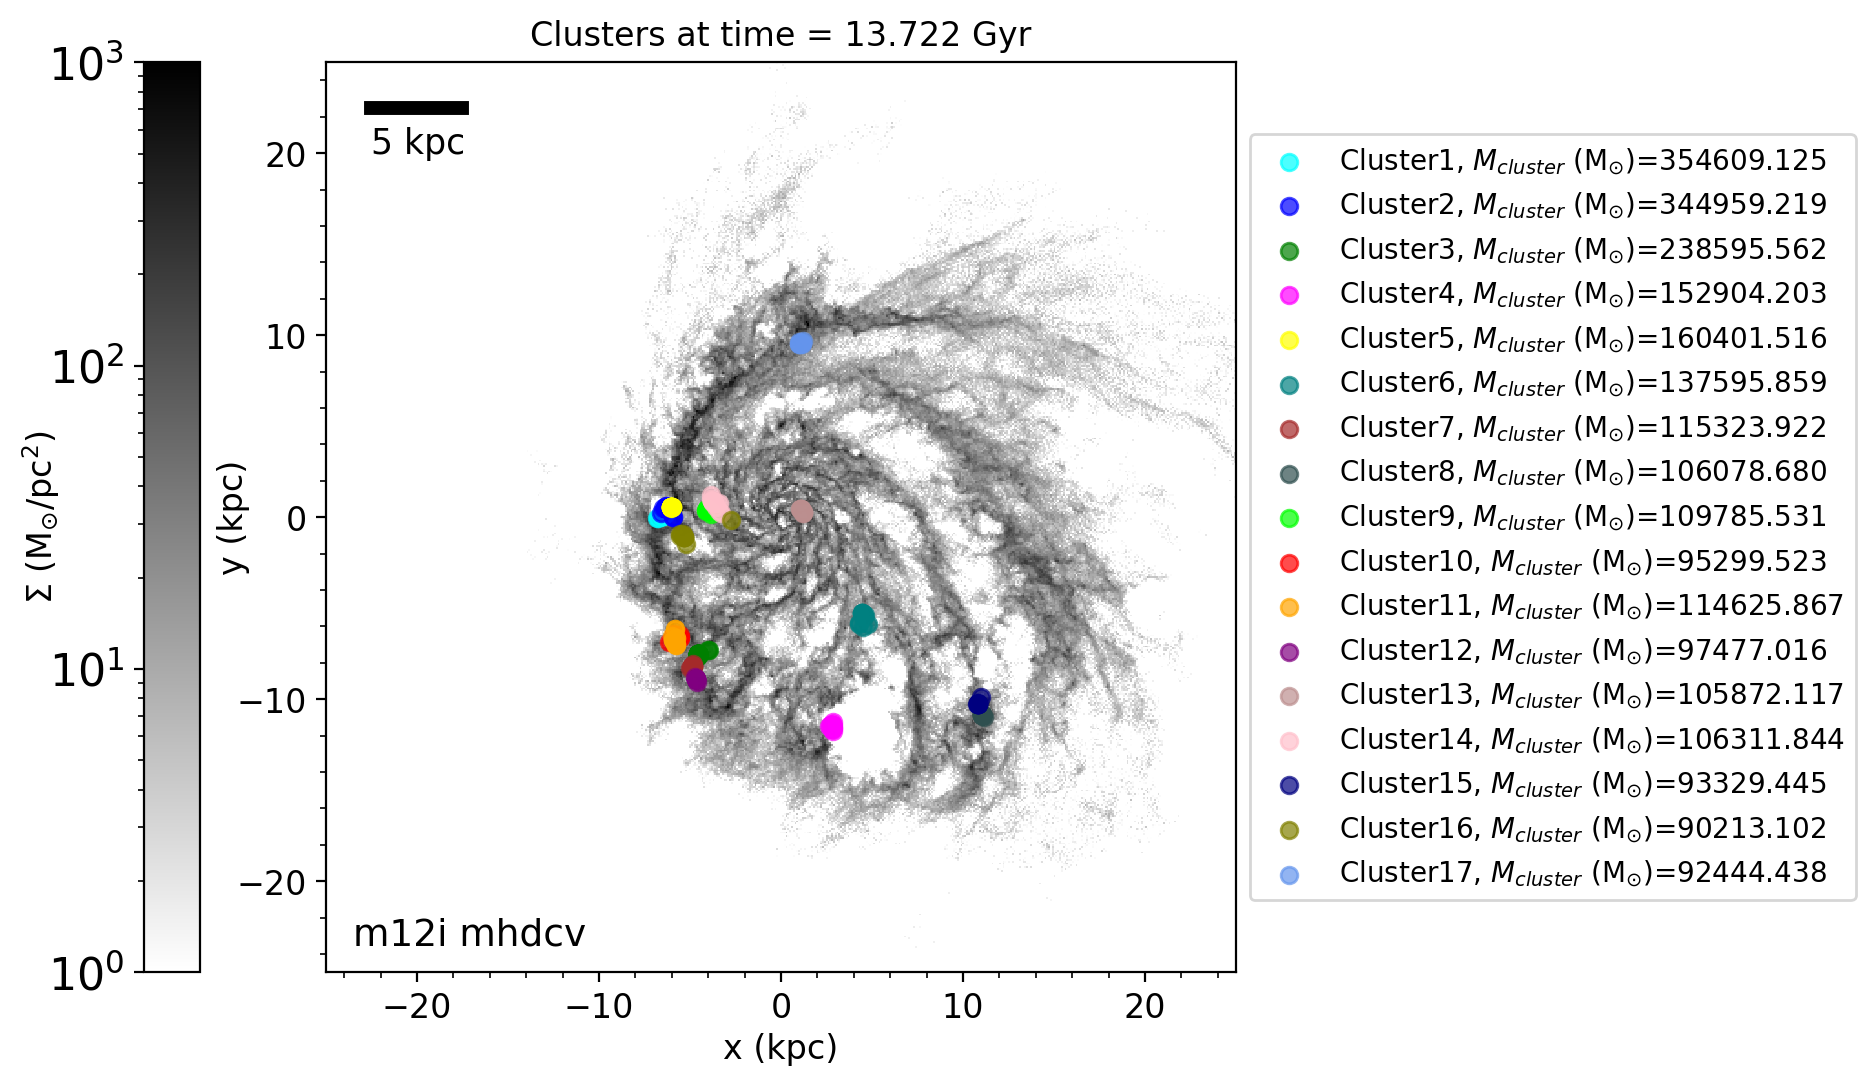 Clusters at time = 13.722 Gyr
10³
10²
10¹
10⁰
Σ (M⊙/pc²)
y (kpc)
20
10
0
−10
−20
5 kpc
m12i mhdcv
−20
−10
0
10
20
x (kpc)
Cluster1, M_cluster (M⊙)=354609.125
Cluster2, M_cluster (M⊙)=344959.219
Cluster3, M_cluster (M⊙)=238595.562
Cluster4, M_cluster (M⊙)=152904.203
Cluster5, M_cluster (M⊙)=160401.516
Cluster6, M_cluster (M⊙)=137595.859
Cluster7, M_cluster (M⊙)=115323.922
Cluster8, M_cluster (M⊙)=106078.680
Cluster9, M_cluster (M⊙)=109785.531
Cluster10, M_cluster (M⊙)=95299.523
Cluster11, M_cluster (M⊙)=114625.867
Cluster12, M_cluster (M⊙)=97477.016
Cluster13, M_cluster (M⊙)=105872.117
Cluster14, M_cluster (M⊙)=106311.844
Cluster15, M_cluster (M⊙)=93329.445
Cluster16, M_cluster (M⊙)=90213.102
Cluster17, M_cluster (M⊙)=92444.438